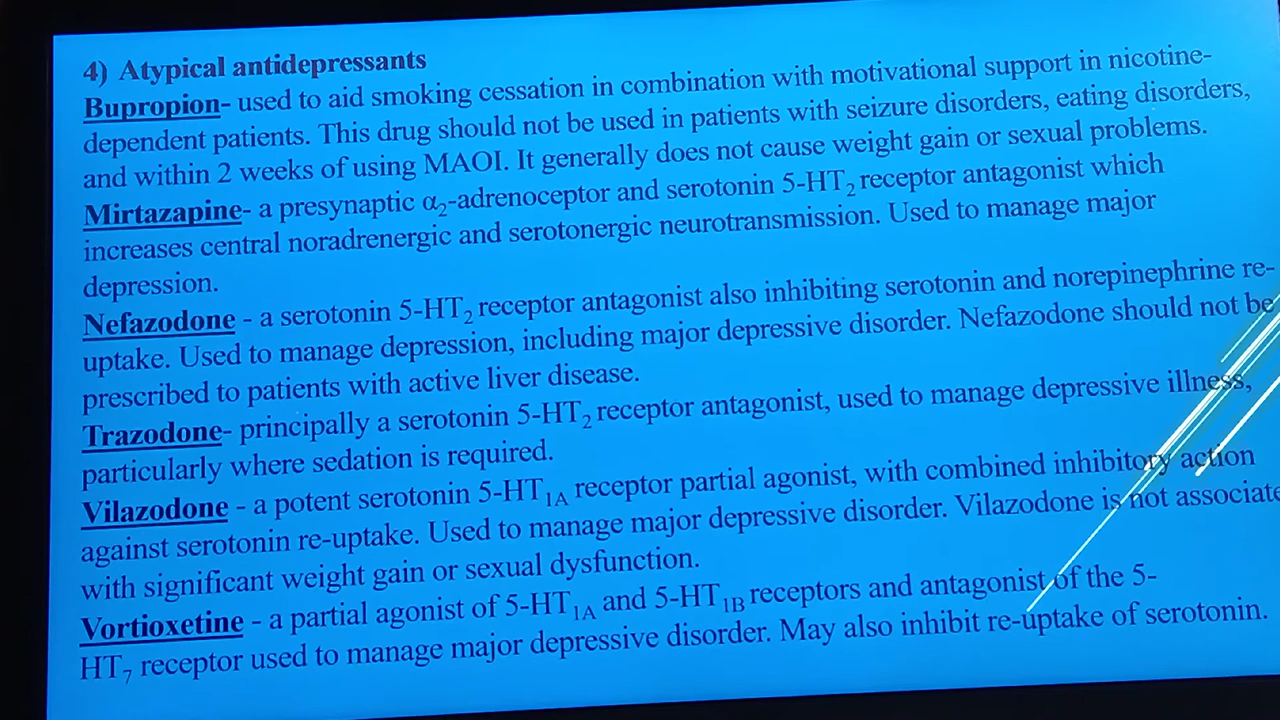 4) Atypical antidepressants
Bupropion- used to aid smoking cessation in combination with motivational support in nicotine-
dependent patients. This drug should not be used in patients with seizure disorders, eating disorders,
and within 2 weeks of using MAOI. It generally does not cause weight gain or sexual problems.
Mirtazapine- a presynaptic α₂-adrenoceptor and serotonin 5-HT₂ receptor antagonist which
increases central noradrenergic and serotonergic neurotransmission. Used to manage major
depression.
Nefazodone - a serotonin 5-HT₂ receptor antagonist also inhibiting serotonin and norepinephrine re-
uptake. Used to manage depression, including major depressive disorder. Nefazodone should not be
prescribed to patients with active liver disease.
Trazodone- principally a serotonin 5-HT₂ receptor antagonist, used to manage depressive illness,
particularly where sedation is required.
Vilazodone - a potent serotonin 5-HT1A receptor partial agonist, with combined inhibitory action
against serotonin re-uptake. Used to manage major depressive disorder. Vilazodone is not associate
with significant weight gain or sexual dysfunction.
Vortioxetine - a partial agonist of 5-HT1A and 5-HT1B receptors and antagonist of the 5-
HT₇ receptor used to manage major depressive disorder. May also inhibit re-uptake of serotonin.